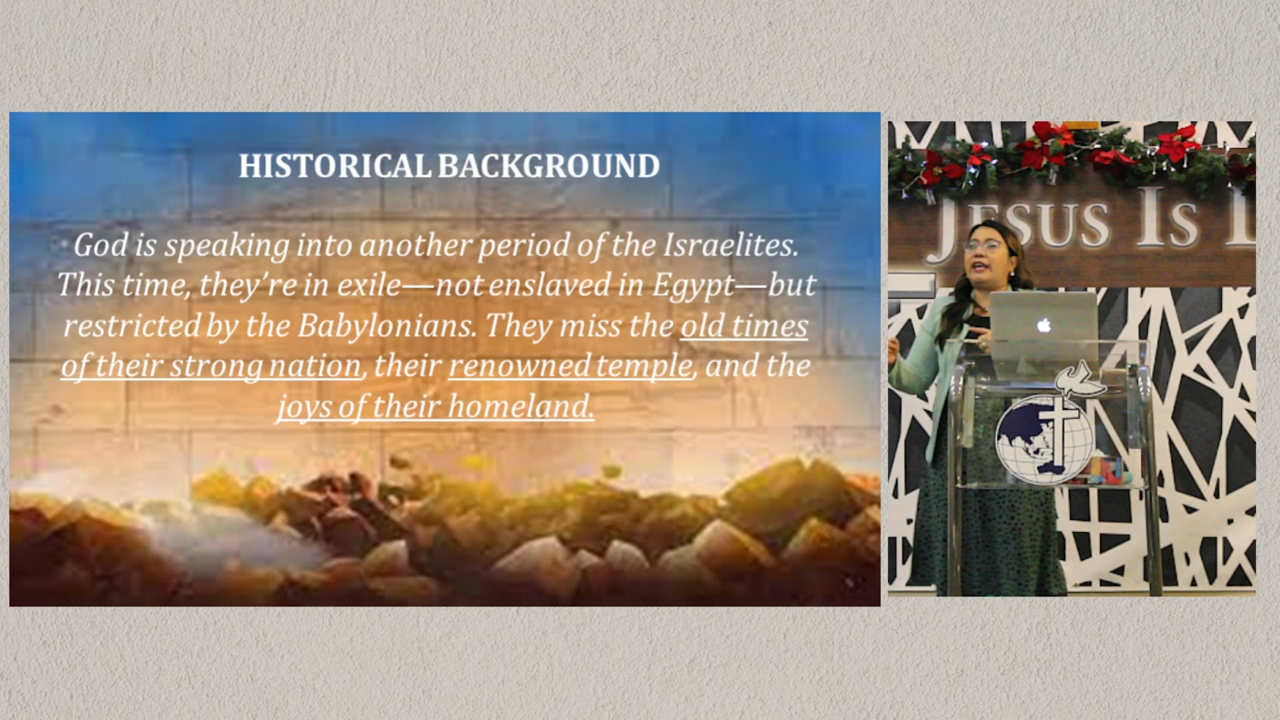 HISTORICAL BACKGROUND
God is speaking into another period of the Israelites.
This time, they’re in exile—not enslaved in Egypt—but
restricted by the Babylonians. They miss the old times
of their strong nation, their renowned temple, and the
joys of their homeland.
JESUS IS